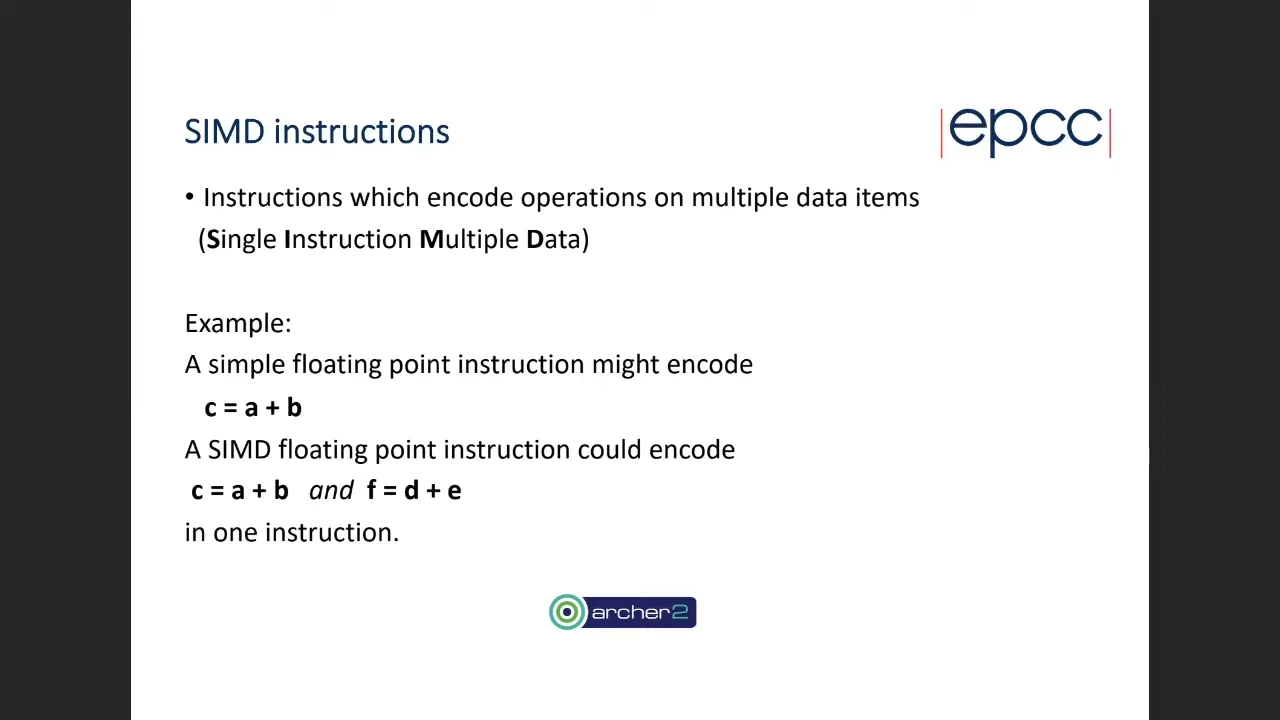 SIMD instructions
|epcc|
• Instructions which encode operations on multiple data items
(Single Instruction Multiple Data)
Example:
A simple floating point instruction might encode
c = a + b
A SIMD floating point instruction could encode
c = a + b and f = d + e
in one instruction.
archer2